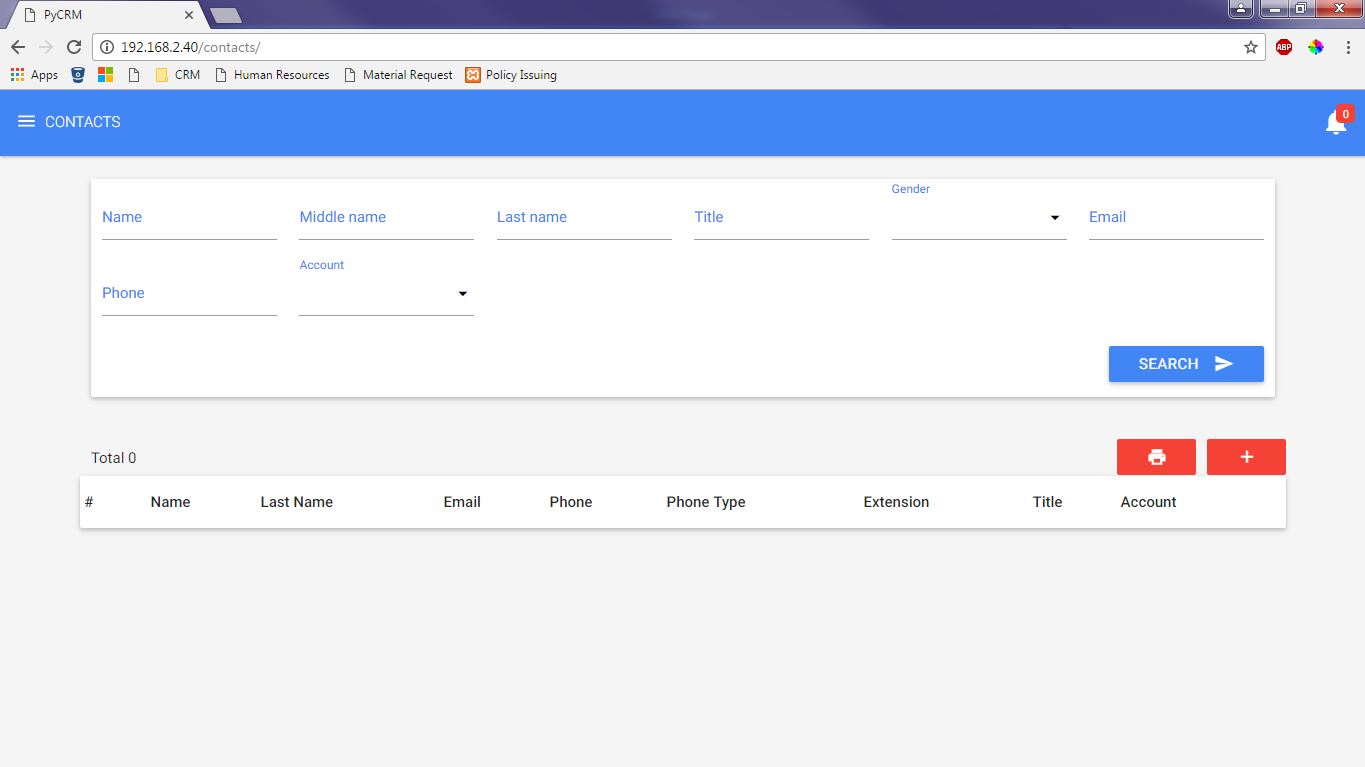 PyCRM
192.168.2.40/contacts/
ABP
Apps CRM Human Resources Material Request Policy Issuing
CONTACTS
0
Gender
Name Middle name Last name Title Email
Account
Phone
SEARCH
Total 0
# Name Last Name Email Phone Phone Type Extension Title Account